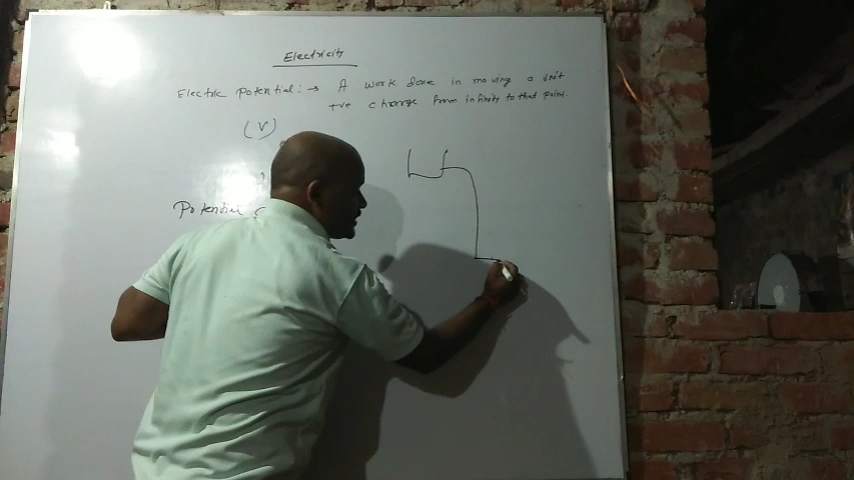 Electricity
Electric Potential :→ A work done in moving a unit
+ve charge from infinity to that point.
(V)
Potential